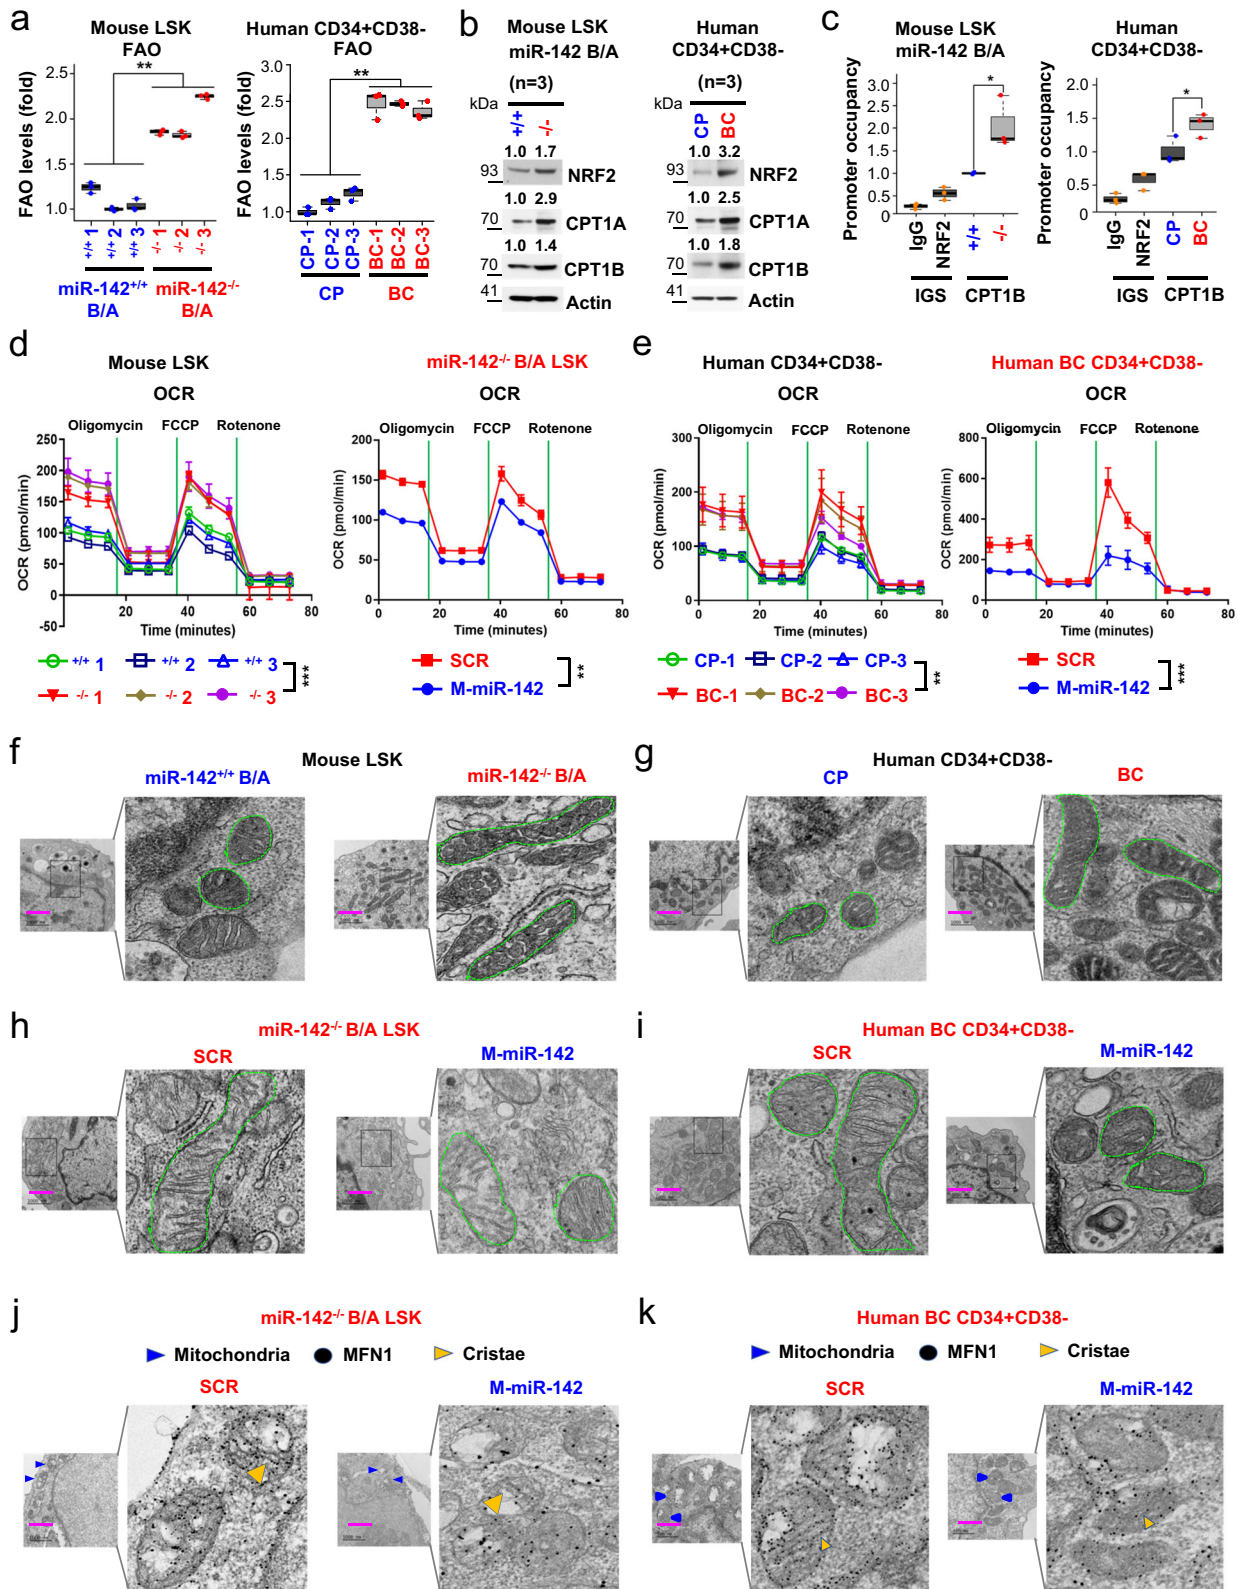 a
Mouse LSK
FAO
FAO levels (fold)
2.5
2.0
1.5
1.0
+/+ 1
+/+ 2
+/+ 3
-/- 1
-/- 2
-/- 3
**
miR-142+/+
B/A
miR-142-/-
B/A
Human CD34+CD38-
FAO
FAO levels (fold)
3.0
2.5
2.0
1.5
1.0
**
CP-1
CP-2
CP-3
BC-1
BC-2
BC-3
CP
BC
b
Mouse LSK
miR-142 B/A
(n=3)
kDa
+/+
-/-
1.0 1.7
93
NRF2
1.0 2.9
70
CPT1A
1.0 1.4
70
CPT1B
41
Actin
Human
CD34+CD38-
(n=3)
kDa
CP
BC
1.0 3.2
93
NRF2
1.0 2.5
70
CPT1A
1.0 1.8
70
CPT1B
41
Actin
c
Mouse LSK
miR-142 B/A
Promoter occupancy
3.0
2.5
2.0
1.5
1.0
0.5
0.0
*
IgG
NRF2
+/+
-/-
IGS
CPT1B
Human
CD34+CD38-
Promoter occupancy
2.0
1.5
1.0
0.5
0.0
*
IgG
NRF2
CP
BC
IGS
CPT1B
d
Mouse LSK
OCR
Oligomycin FCCP Rotenone
OCR (pmol/min)
250
200
150
100
50
0
-50
20 40 60 80
Time (minutes)
+/+ 1 +/+ 2 +/+ 3
-/- 1 -/- 2 -/- 3
***
miR-142-/- B/A LSK
OCR
Oligomycin FCCP Rotenone
OCR (pmol/min)
200
150
100
50
0
0 20 40 60 80
Time (minutes)
SCR
M-miR-142
**
e
Human CD34+CD38-
OCR
Oligomycin FCCP Rotenone
OCR (pmol/min)
300
200
100
0
0 20 40 60 80
Time (minutes)
CP-1 CP-2 CP-3
BC-1 BC-2 BC-3
**
Human BC CD34+CD38-
OCR
Oligomycin FCCP Rotenone
OCR (pmol/min)
800
600
400
200
0
0 20 40 60 80
Time (minutes)
SCR
M-miR-142
***
f
Mouse LSK
miR-142+/+ B/A
miR-142-/- B/A
g
Human CD34+CD38-
CP
BC
h
miR-142-/- B/A LSK
SCR
M-miR-142
i
Human BC CD34+CD38-
SCR
M-miR-142
j
miR-142-/- B/A LSK
Mitochondria MFN1 Cristae
SCR
M-miR-142
k
Human BC CD34+CD38-
Mitochondria MFN1 Cristae
SCR
M-miR-142